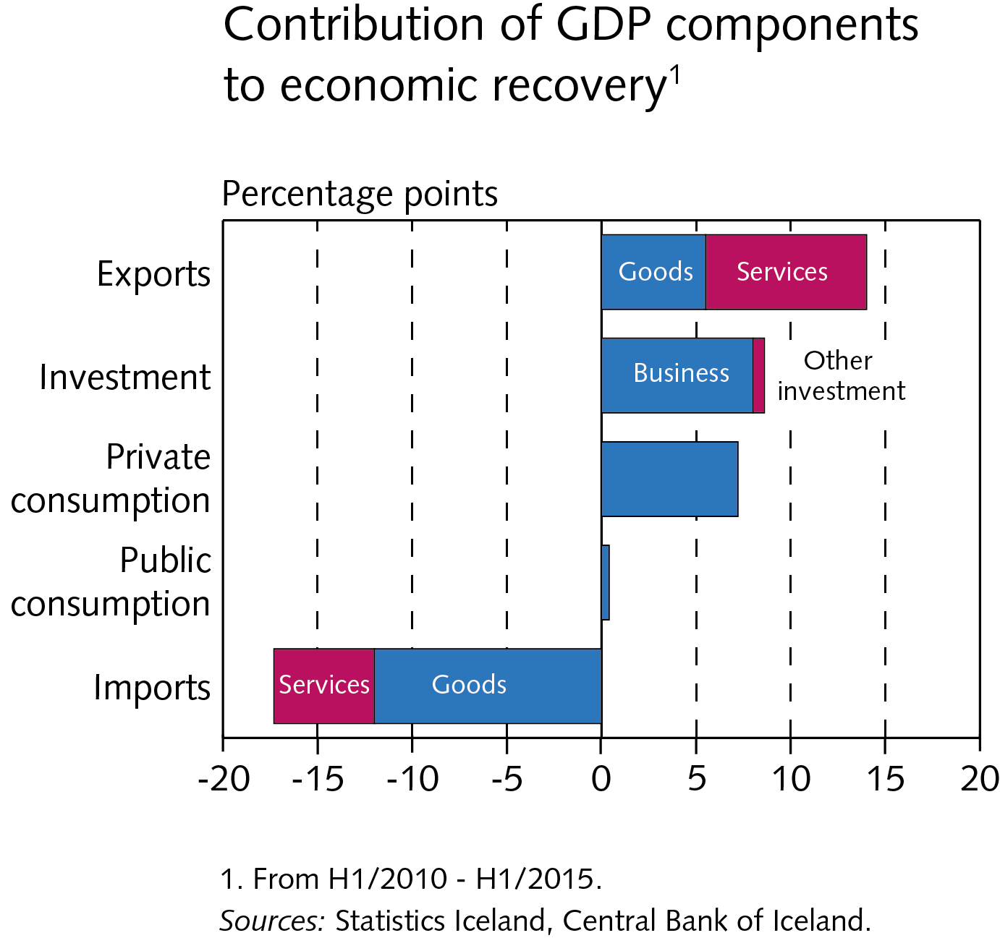 Contribution of GDP components
to economic recovery¹
Percentage points
Exports
Goods
Services
Investment
Business
Other
investment
Private
consumption
Public
consumption
Imports
Services
Goods
-20 -15 -10 -5 0 5 10 15 20
1. From H1/2010 - H1/2015.
Sources: Statistics Iceland, Central Bank of Iceland.